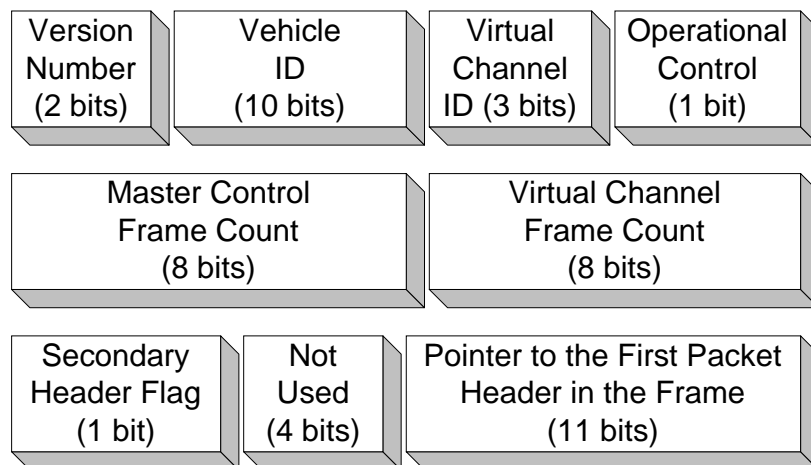 Version
Number
(2 bits)
Vehicle
ID
(10 bits)
Virtual
Channel
ID (3 bits)
Operational
Control
(1 bit)
Master Control
Frame Count
(8 bits)
Virtual Channel
Frame Count
(8 bits)
Secondary
Header Flag
(1 bit)
Not
Used
(4 bits)
Pointer to the First Packet
Header in the Frame
(11 bits)